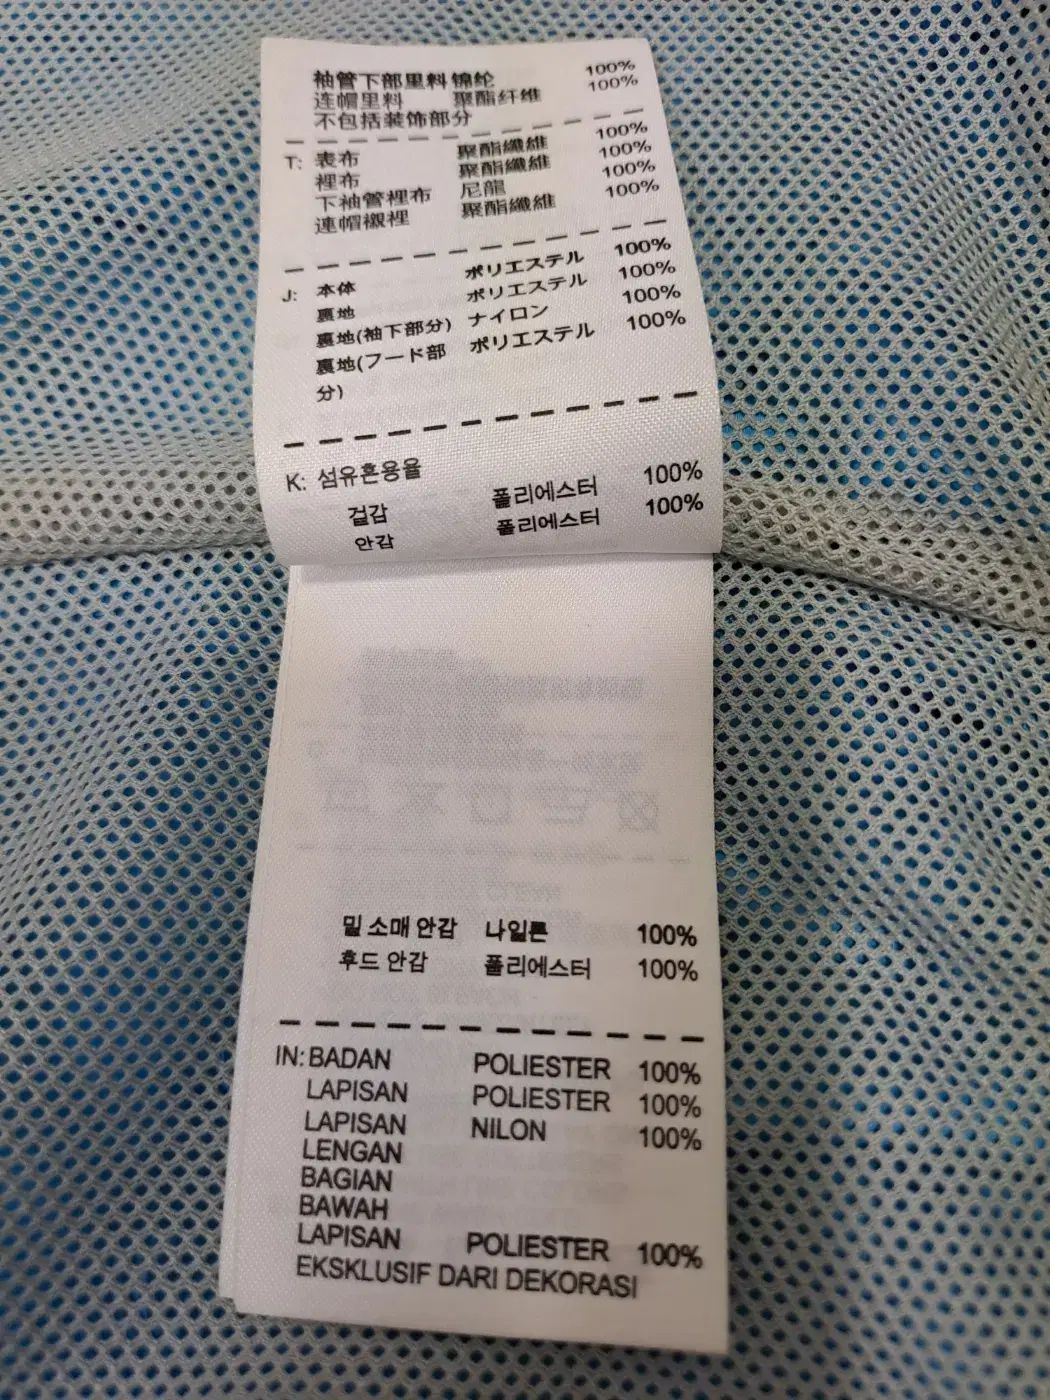 袖管下部里料 锦纶 100%
连帽里料 聚酯纤维 100%
不包括装饰部分
T: 表布 聚酯纖維 100%
裡布 聚酯纖維 100%
下袖管裡布 尼龍 100%
連帽襯裡 聚酯纖維 100%
J: 本体 ポリエステル 100%
裏地 ポリエステル 100%
裏地(袖下部分) ナイロン 100%
裏地(フード部 ポリエステル 100%
分)
K: 섬유혼용율
겉감 폴리에스터 100%
안감 폴리에스터 100%
밑 소매 안감 나일론 100%
후드 안감 폴리에스터 100%
IN: BADAN POLIESTER 100%
LAPISAN POLIESTER 100%
LAPISAN NILON 100%
LENGAN
BAGIAN
BAWAH
LAPISAN POLIESTER 100%
EKSKLUSIF DARI DEKORASI